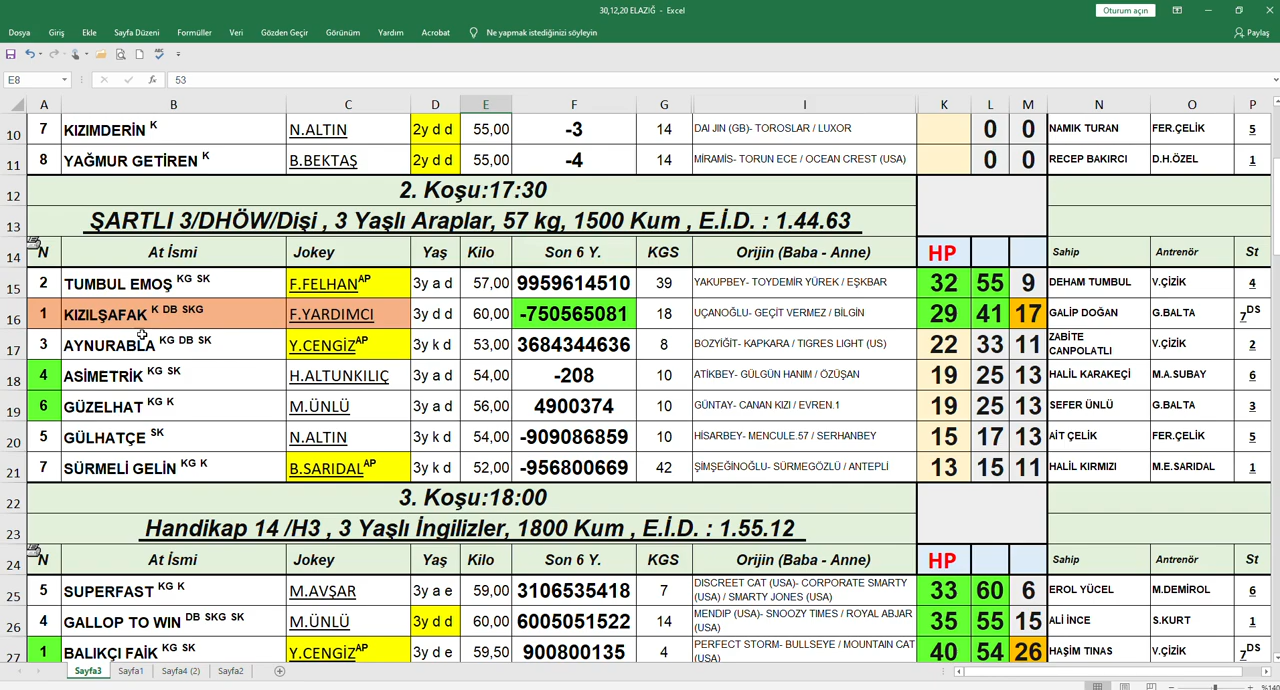 30,12,20 ELAZIĞ - Excel
Oturum açın
Dosya Giriş Ekle Sayfa Düzeni Formüller Veri Gözden Geçir Görünüm Yardım Acrobat Ne yapmak istediğinizi söyleyin Paylaş
E8 fx 53
A B C D E F G I K L M N O P
10 7 KIZIMDERİN K N.ALTIN 2y d d 55,00 -3 14 DAI JIN (GB)- TOROSLAR / LUXOR 0 0 NAMIK TURAN FER.ÇELİK 5
11 8 YAĞMUR GETİREN K B.BEKTAŞ 2y d d 55,00 -4 14 MİRAMİS- TORUN ECE / OCEAN CREST (USA) 0 0 RECEP BAKIRCI D.H.ÖZEL 1
12 2. Koşu:17:30
13 ŞARTLI 3/DHÖW/Dişi , 3 Yaşlı Araplar, 57 kg, 1500 Kum , E.İ.D. : 1.44.63
14 N At İsmi Jokey Yaş Kilo Son 6 Y. KGS Orijin (Baba - Anne) HP Sahip Antrenör St
15 2 TUMBUL EMOŞ KG SK F.FELHAN AP 3y a d 57,00 9959614510 39 YAKUPBEY- TOYDEMİR YÜREK / EŞKBAR 32 55 9 DEHAM TUMBUL V.ÇİZİK 4
16 1 KIZILŞAFAK K DB SKG F.YARDIMCI 3y a d 60,00 -750565081 18 UÇANOĞLU- GEÇİT VERMEZ / BİLGİN 29 41 17 GALİP DOĞAN G.BALTA 7 DS
17 3 AYNURABLA KG DB SK Y.CENGİZ AP 3y k d 53,00 3684344636 8 BOZYİĞİT- KAPKARA / TIGRES LIGHT (US) 22 33 11 ZABİTE CANPOLATLI V.ÇİZİK 2
18 4 ASİMETRİK KG SK H.ALTUNKILIÇ 3y a d 54,00 -208 10 ATİKBEY- GÜLGÜN HANIM / ÖZÜŞAN 19 25 13 HALİL KARAKEÇİ M.A.SUBAY 6
19 6 GÜZELHAT KG K M.ÜNLÜ 3y a d 56,00 4900374 10 GÜNTAY- CANAN KIZI / EVREN.1 19 25 13 SEFER ÜNLÜ G.BALTA 3
20 5 GÜLHATÇE SK N.ALTIN 3y k d 54,00 -909086859 10 HİSARBEY- MENCULE.57 / SERHANBEY 15 17 13 AİT ÇELİK FER.ÇELİK 5
21 7 SÜRMELİ GELİN KG K B.SARIDAL AP 3y k d 52,00 -956800669 42 ŞİMŞEĞİNOĞLU- SÜRMEGÖZLÜ / ANTEPLİ 13 15 11 HALİL KIRMIZI M.E.SARIDAL 1
22 3. Koşu:18:00
23 Handikap 14 /H3 , 3 Yaşlı İngilizler, 1800 Kum , E.İ.D. : 1.55.12
24 N At İsmi Jokey Yaş Kilo Son 6 Y. KGS Orijin (Baba - Anne) HP Sahip Antrenör St
25 5 SUPERFAST KG K M.AVŞAR 3y a e 59,00 3106535418 7 DISCREET CAT (USA)- CORPORATE SMARTY (USA) / SMARTY JONES (USA) 33 60 6 EROL YÜCEL M.DEMİROL 6
26 4 GALLOP TO WIN DB SKG SK M.ÜNLÜ 3y d d 60,00 6005051522 14 MENDIP (USA)- SNOOZY TIMES / ROYAL ABJAR (USA) 35 55 15 ALİ İNCE S.KURT 1
27 1 BALIKÇI FAİK KG SK Y.CENGİZ AP 3y d e 59,50 900800135 4 PERFECT STORM- BULLSEYE / MOUNTAIN CAT (USA) 40 54 26 HAŞİM TINAS V.ÇİZİK 7 DS
Sayfa3 Sayfa1 Sayfa4 (2) Sayfa2
%140